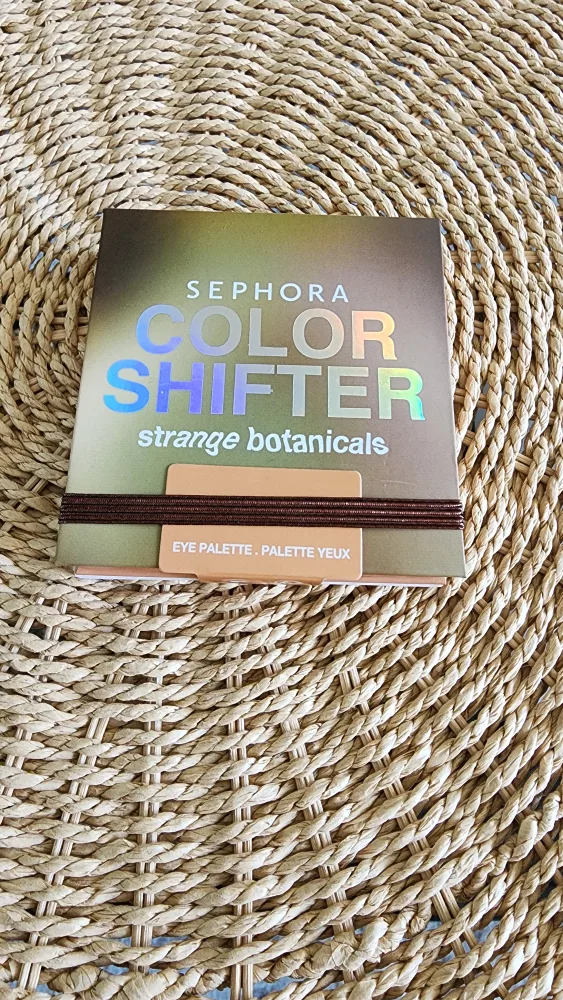 SEPHORA
COLOR
SHIFTER
strange botanicals
EYE PALETTE . PALETTE YEUX